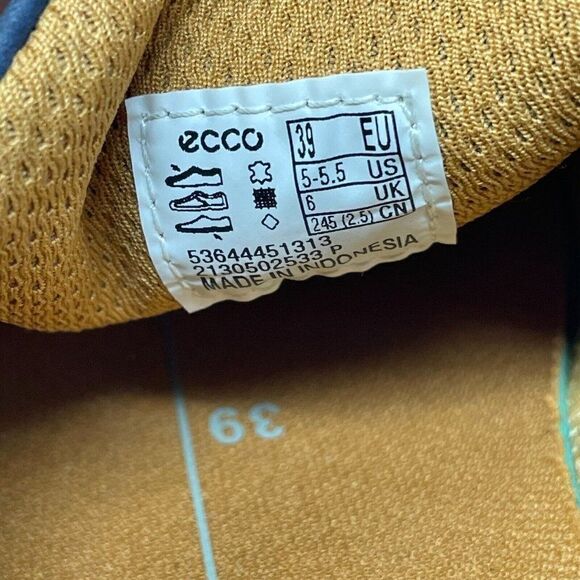 ecco
39 EU
5-5.5 US
6 UK
245 (2.5) CN
53644451313
2130502533 P
MADE IN INDONESIA
39